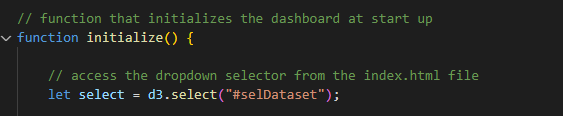 // function that initializes the dashboard at start up
function initialize() {
// access the dropdown selector from the index.html file
let select = d3.select("#selDataset");